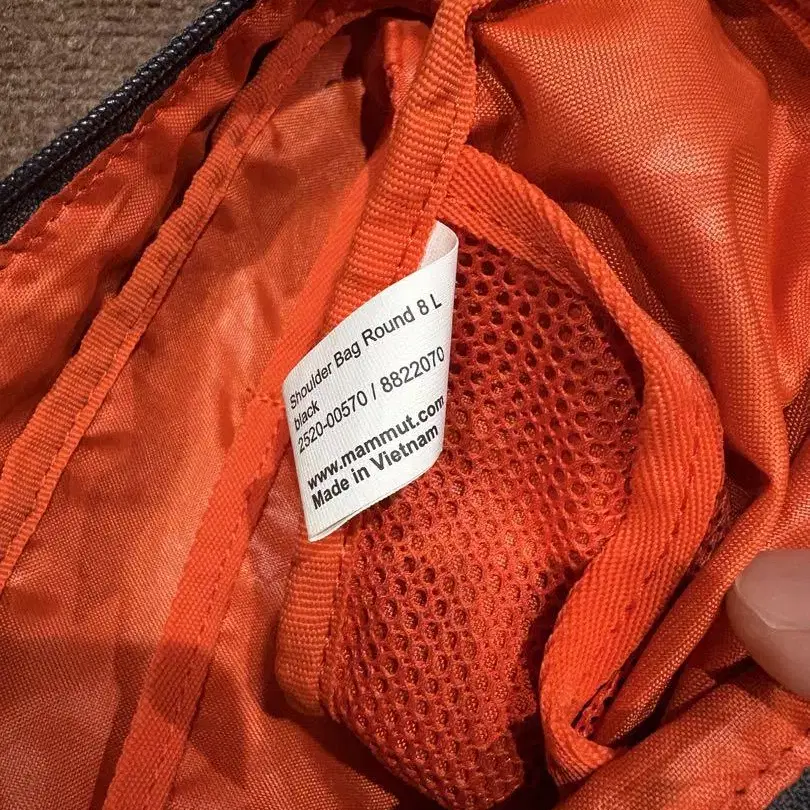 Shoulder Bag Round 8 L
black
2520-00570 / 8822070
www.mammut.com
Made in Vietnam